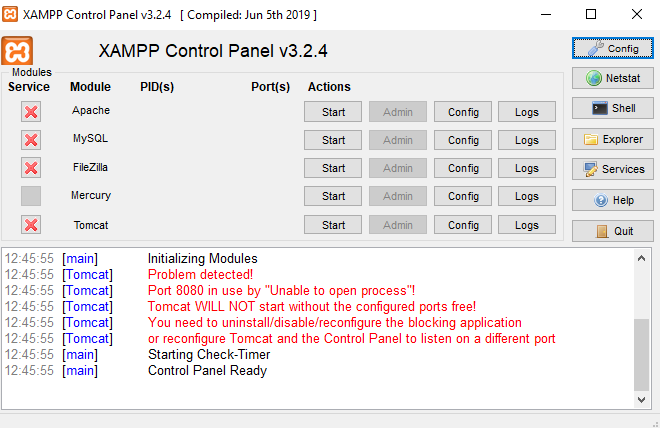 XAMPP Control Panel v3.2.4   [ Compiled: Jun 5th 2019 ]
XAMPP Control Panel v3.2.4
Config
Modules
Service Module PID(s) Port(s) Actions
Netstat
Apache Start Admin Config Logs
Shell
MySQL Start Admin Config Logs
Explorer
FileZilla Start Admin Config Logs
Services
Mercury Start Admin Config Logs
Help
Tomcat Start Admin Config Logs
Quit
12:45:55 [main] Initializing Modules
12:45:55 [Tomcat] Problem detected!
12:45:55 [Tomcat] Port 8080 in use by "Unable to open process"!
12:45:55 [Tomcat] Tomcat WILL NOT start without the configured ports free!
12:45:55 [Tomcat] You need to uninstall/disable/reconfigure the blocking application
12:45:55 [Tomcat] or reconfigure Tomcat and the Control Panel to listen on a different port
12:45:55 [main] Starting Check-Timer
12:45:55 [main] Control Panel Ready